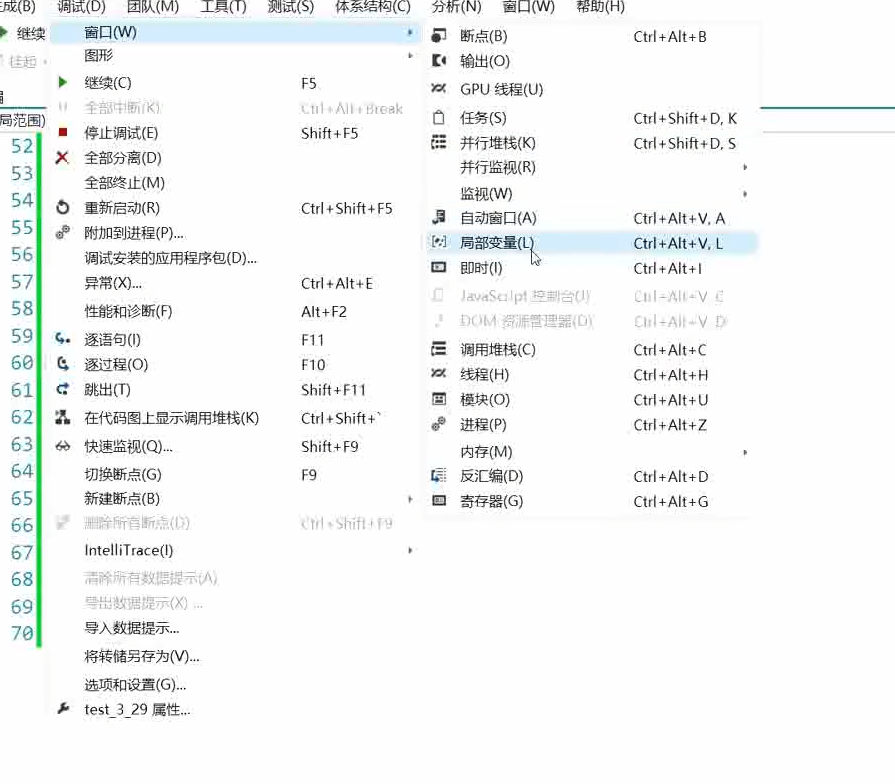 生成(B) 调试(D) 团队(M) 工具(T) 测试(S) 体系结构(C) 分析(N) 窗口(W) 帮助(H)
继续
往起
局范围)
52
53
54
55
56
57
58
59
60
61
62
63
64
65
66
67
68
69
70
窗口(W)
图形
继续(C) F5
全部中断(K) Ctrl+Alt+Break
停止调试(E) Shift+F5
全部分离(D)
全部终止(M)
重新启动(R) Ctrl+Shift+F5
附加到进程(P)...
调试安装的应用程序包(D)...
异常(X)... Ctrl+Alt+E
性能和诊断(F) Alt+F2
逐语句(I) F11
逐过程(O) F10
跳出(T) Shift+F11
在代码图上显示调用堆栈(K) Ctrl+Shift+`
快速监视(Q)... Shift+F9
切换断点(G) F9
新建断点(B)
删除所有断点(D) Ctrl+Shift+F9
IntelliTrace(I)
清除所有数据提示(A)
导出数据提示(X) ...
导入数据提示...
将转储另存为(V)...
选项和设置(G)...
test_3_29 属性...
断点(B) Ctrl+Alt+B
输出(O)
GPU 线程(U)
任务(S) Ctrl+Shift+D, K
并行堆栈(K) Ctrl+Shift+D, S
并行监视(R)
监视(W)
自动窗口(A) Ctrl+Alt+V, A
局部变量(L) Ctrl+Alt+V, L
即时(I) Ctrl+Alt+I
JavaScript 控制台(J) Ctrl+Alt+V C
DOM 资源管理器(D) Ctrl+Alt+V D
调用堆栈(C) Ctrl+Alt+C
线程(H) Ctrl+Alt+H
模块(O) Ctrl+Alt+U
进程(P) Ctrl+Alt+Z
内存(M)
反汇编(D) Ctrl+Alt+D
寄存器(G) Ctrl+Alt+G